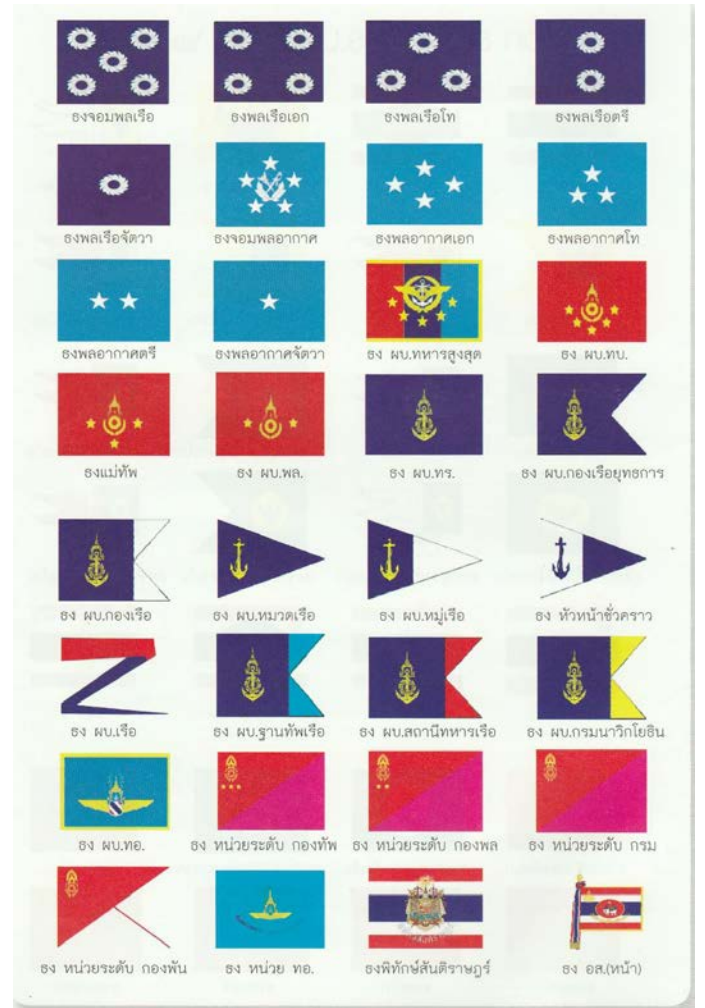 ธงจอมพลเรือ ธงพลเรือเอก ธงพลเรือโท ธงพลเรือตรี
ธงพลเรือจัตวา ธงจอมพลอากาศ ธงพลอากาศเอก ธงพลอากาศโท
ธงพลอากาศตรี ธงพลอากาศจัตวา ธง ผบ.ทหารสูงสุด ธง ผบ.ทบ.
ธงแม่ทัพ ธง ผบ.พล. ธง ผบ.ทร. ธง ผบ.กองเรือยุทธการ
ธง ผบ.กองเรือ ธง ผบ.หมวดเรือ ธง ผบ.หมู่เรือ ธง หัวหน้าชั่วคราว
ธง ผบ.เรือ ธง ผบ.ฐานทัพเรือ ธง ผบ.สถานีทหารเรือ ธง ผบ.กรมนาวิกโยธิน
ธง ผบ.ทอ. ธง หน่วยระดับ กองทัพ ธง หน่วยระดับ กองพล ธง หน่วยระดับ กรม
ธง หน่วยระดับ กองพัน ธง หน่วย ทอ. ธงพิทักษ์สันติราษฎร์ ธง อส.(หน้า)